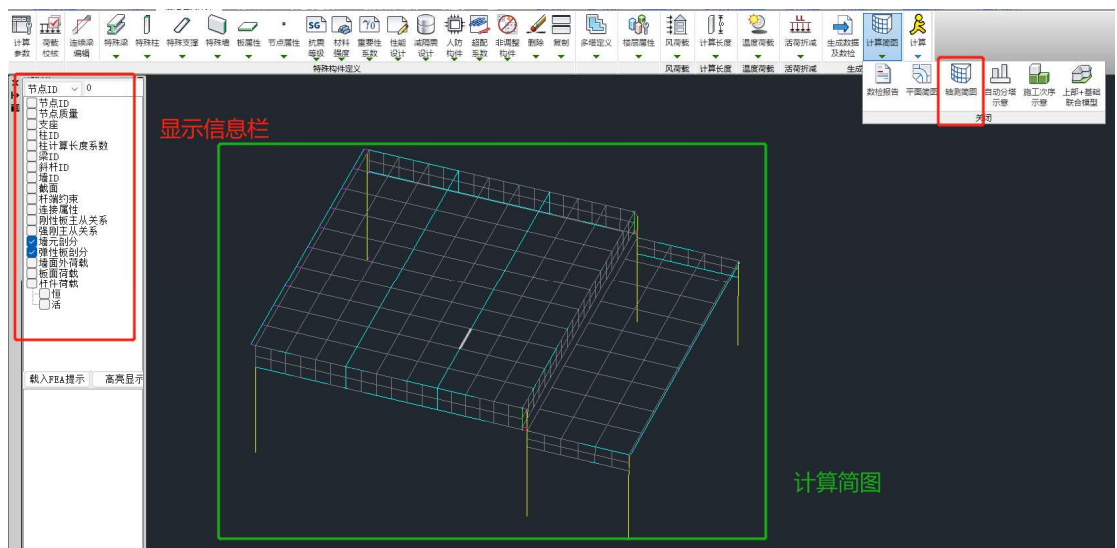 计算参数
荷载校核
连续梁编辑
特殊梁
特殊柱
特殊支撑
特殊墙
板属性
节点属性
SG
抗震等级
材料强度
重要性系数
性能设计
减隔震设计
人防构件
超配系数
非调整构件
删除
复制
多塔定义
楼层属性
风荷载
计算长度
温度荷载
活荷折减
生成数据及数检
计算简图
计算
特殊构件定义
风荷载
计算长度
温度荷载
活荷折减
生成
数检报告
平面简图
轴测简图
自动分塔示意
施工次序示意
上部+基础联合模型
关闭
节点ID
0
节点ID
节点质量
支座
柱ID
柱计算长度系数
梁ID
斜杆ID
墙ID
截面
杆端约束
连接属性
刚性板主从关系
强刚主从关系
墙元剖分
弹性板剖分
墙面外荷载
板面荷载
杆件荷载
恒
活
载入FEA提示
高亮显示
显示信息栏
计算简图